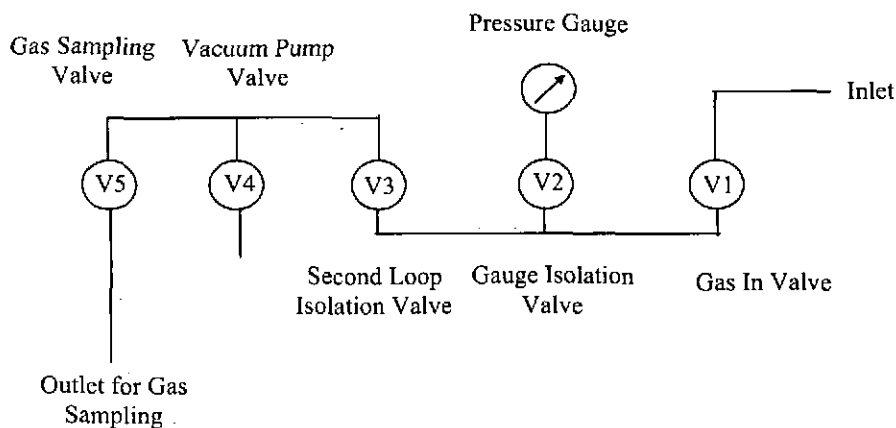 Pressure Gauge
Gas Sampling
Valve
Vacuum Pump
Valve
Inlet
V5
V4
V3
V2
V1
Second Loop
Isolation Valve
Gauge Isolation
Valve
Gas In Valve
Outlet for Gas
Sampling